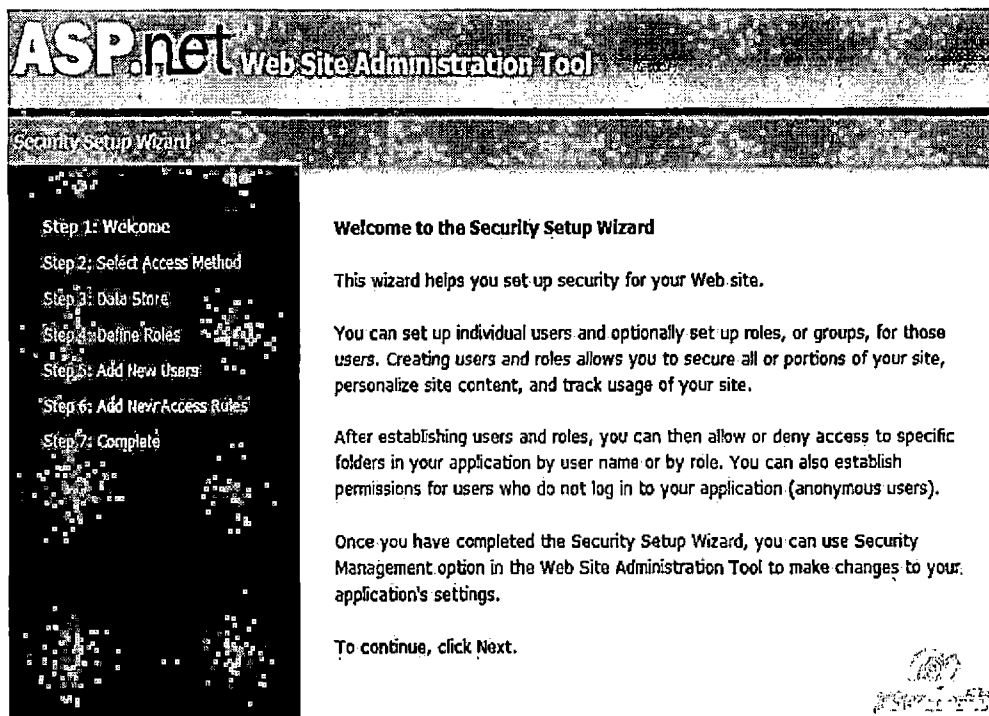 ASP.net Web Site Administration Tool
Security Setup Wizard
Step 1: Welcome
Step 2: Select Access Method
Step 3: Data Store
Step 4: Define Roles
Step 5: Add New Users
Step 6: Add New Access Rules
Step 7: Complete
Welcome to the Security Setup Wizard
This wizard helps you set up security for your Web site.
You can set up individual users and optionally set up roles, or groups, for those
users. Creating users and roles allows you to secure all or portions of your site,
personalize site content, and track usage of your site.
After establishing users and roles, you can then allow or deny access to specific
folders in your application by user name or by role. You can also establish
permissions for users who do not log in to your application (anonymous users).
Once you have completed the Security Setup Wizard, you can use Security
Management option in the Web Site Administration Tool to make changes to your
application's settings.
To continue, click Next.